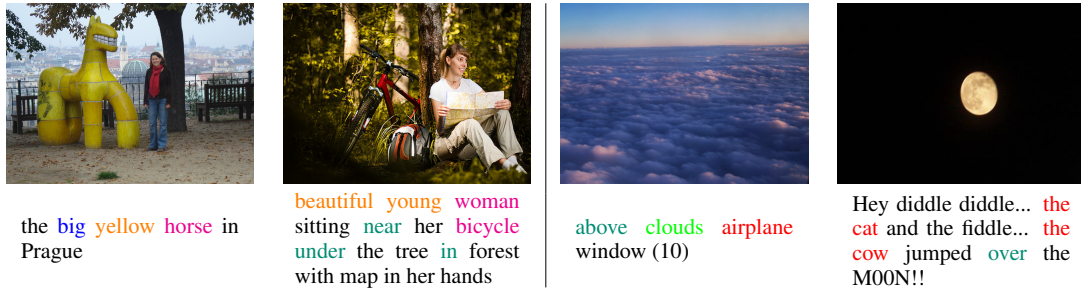 the big yellow horse in
Prague
beautiful young woman
sitting near her bicycle
under the tree in forest
with map in her hands
above clouds airplane
window (10)
Hey diddle diddle... the
cat and the fiddle... the
cow jumped over the
M00N!!